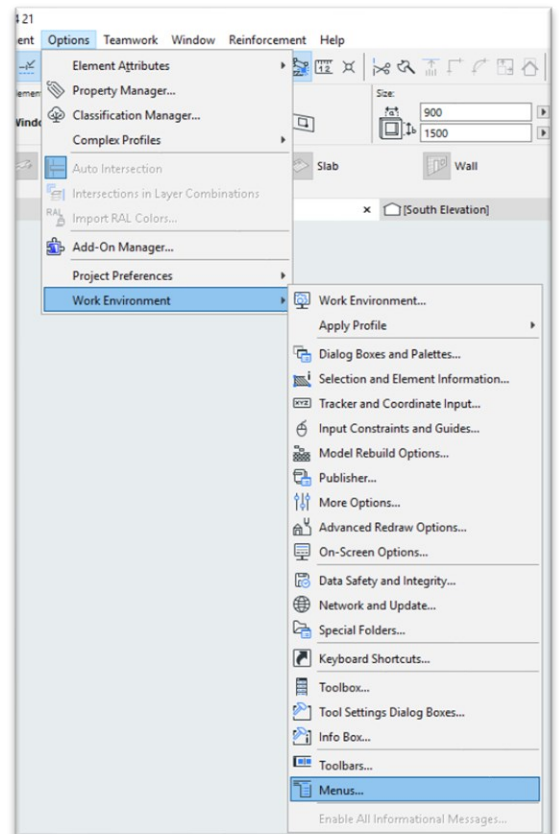 4 21
ent Options Teamwork Window Reinforcement Help
Element Attributes
Property Manager...
Size:
Classification Manager...
900
Complex Profiles
1500
Auto Intersection
Slab
Wall
Intersections in Layer Combinations
RAL Import RAL Colors...
[South Elevation]
Add-On Manager...
Project Preferences
Work Environment
Work Environment...
Apply Profile
Dialog Boxes and Palettes...
Selection and Element Information...
XYZ Tracker and Coordinate Input...
Input Constraints and Guides...
Model Rebuild Options...
Publisher...
More Options...
Advanced Redraw Options...
On-Screen Options...
Data Safety and Integrity...
Network and Update...
Special Folders...
Keyboard Shortcuts...
Toolbox...
Tool Settings Dialog Boxes...
Info Box...
Toolbars...
Menus...
Enable All Informational Messages...